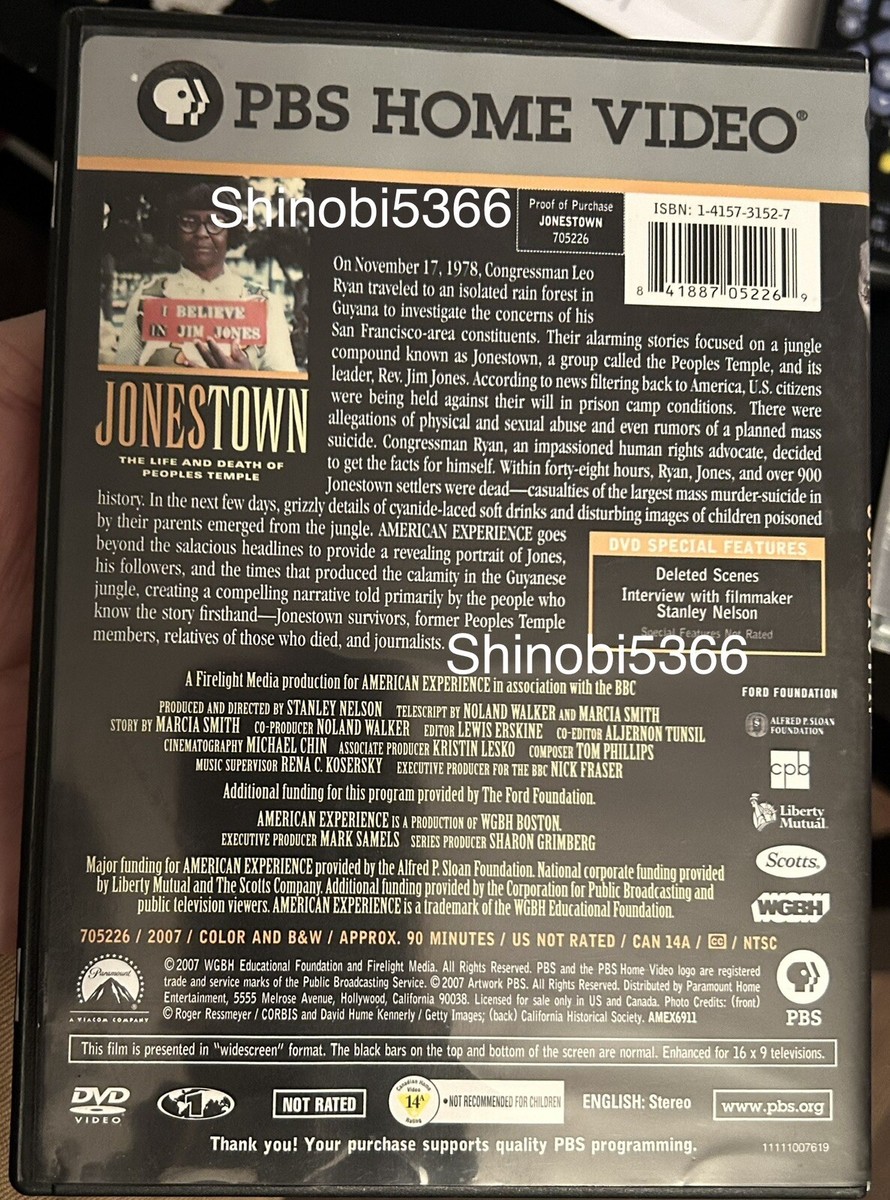 PBS HOME VIDEO®
Shinobi5366
Proof of Purchase
JONESTOWN
705226
ISBN: 1-4157-3152-7
8 41887 05226 9
I BELIEVE
IN JIM JONES
JONESTOWN
THE LIFE AND DEATH OF
PEOPLES TEMPLE
On November 17, 1978, Congressman Leo
Ryan traveled to an isolated rain forest in
Guyana to investigate the concerns of his
San Francisco-area constituents. Their alarming stories focused on a jungle
compound known as Jonestown, a group called the Peoples Temple, and its
leader, Rev. Jim Jones. According to news filtering back to America, U.S. citizens
were being held against their will in prison camp conditions. There were
allegations of physical and sexual abuse and even rumors of a planned mass
suicide. Congressman Ryan, an impassioned human rights advocate, decided
to get the facts for himself. Within forty-eight hours, Ryan, Jones, and over 900
Jonestown settlers were dead—casualties of the largest mass murder-suicide in
history. In the next few days, grizzly details of cyanide-laced soft drinks and disturbing images of children poisoned
by their parents emerged from the jungle. AMERICAN EXPERIENCE goes
beyond the salacious headlines to provide a revealing portrait of Jones,
his followers, and the times that produced the calamity in the Guyanese
jungle, creating a compelling narrative told primarily by the people who
know the story firsthand—Jonestown survivors, former Peoples Temple
members, relatives of those who died, and journalists.
DVD SPECIAL FEATURES
Deleted Scenes
Interview with filmmaker
Stanley Nelson
Special Features Not Rated
Shinobi5366
A Firelight Media production for AMERICAN EXPERIENCE in association with the BBC
PRODUCED AND DIRECTED BY STANLEY NELSON TELESCRIPT BY NOLAND WALKER AND MARCIA SMITH
STORY BY MARCIA SMITH CO-PRODUCER NOLAND WALKER EDITOR LEWIS ERSKINE CO-EDITOR ALJERNON TUNSIL
CINEMATOGRAPHY MICHAEL CHIN ASSOCIATE PRODUCER KRISTIN LESKO COMPOSER TOM PHILLIPS
MUSIC SUPERVISOR RENA C. KOSERSKY EXECUTIVE PRODUCER FOR THE BBC NICK FRASER
Additional funding for this program provided by The Ford Foundation.
AMERICAN EXPERIENCE IS A PRODUCTION OF WGBH BOSTON.
EXECUTIVE PRODUCER MARK SAMELS SERIES PRODUCER SHARON GRIMBERG
Major funding for AMERICAN EXPERIENCE provided by the Alfred P. Sloan Foundation. National corporate funding provided
by Liberty Mutual and The Scotts Company. Additional funding provided by the Corporation for Public Broadcasting and
public television viewers. AMERICAN EXPERIENCE is a trademark of the WGBH Educational Foundation.
FORD FOUNDATION
ALFRED P. SLOAN
FOUNDATION
cpb
Liberty
Mutual.
Scotts.
WGBH
705226 / 2007 / COLOR AND B&W / APPROX. 90 MINUTES / US NOT RATED / CAN 14A / CC / NTSC
Paramount
A VIACOM COMPANY
© 2007 WGBH Educational Foundation and Firelight Media. All Rights Reserved. PBS and the PBS Home Video logo are registered
trade and service marks of the Public Broadcasting Service. © 2007 Artwork PBS. All Rights Reserved. Distributed by Paramount Home
Entertainment, 5555 Melrose Avenue, Hollywood, California 90038. Licensed for sale only in US and Canada. Photo Credits: (front)
© Roger Ressmeyer / CORBIS and David Hume Kennerly / Getty Images; (back) California Historical Society. AMEX6911
PBS
This film is presented in "widescreen" format. The black bars on the top and bottom of the screen are normal. Enhanced for 16 x 9 televisions.
DVD
VIDEO
1
NOT RATED
Canadian Home
Video
14A
Rating
• NOT RECOMMENDED FOR CHILDREN
ENGLISH: Stereo
www.pbs.org
Thank you! Your purchase supports quality PBS programming.
11111007619